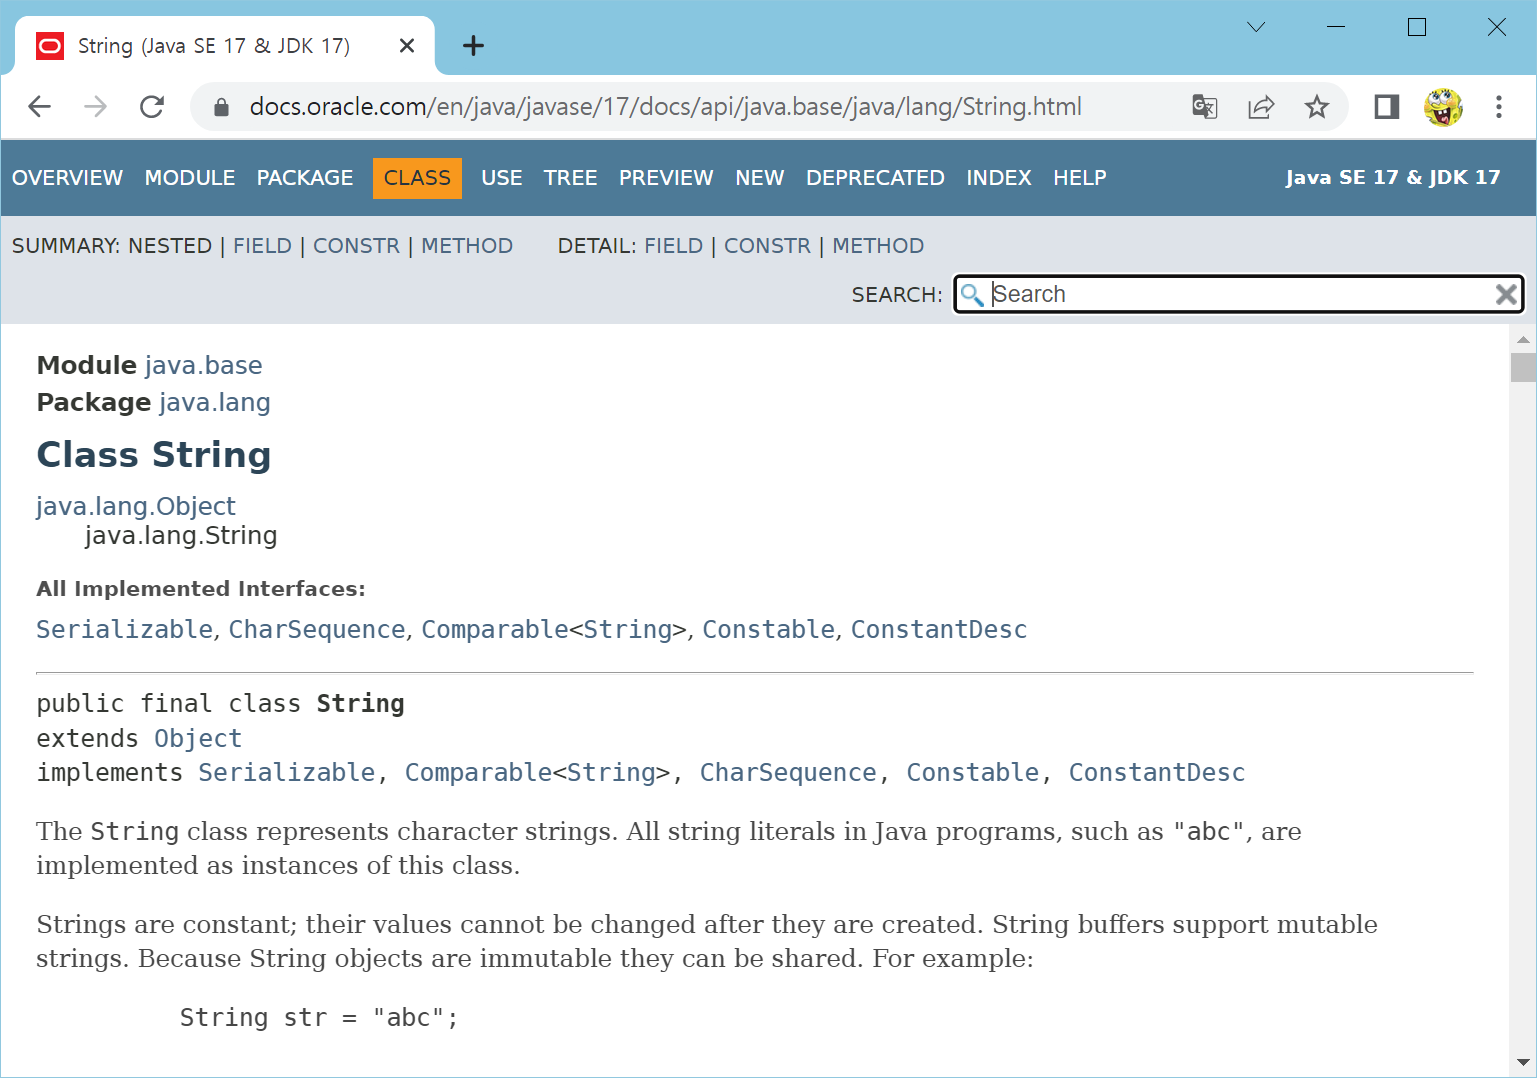 String (Java SE 17 & JDK 17)
docs.oracle.com/en/java/javase/17/docs/api/java.base/java/lang/String.html
OVERVIEW MODULE PACKAGE CLASS USE TREE PREVIEW NEW DEPRECATED INDEX HELP Java SE 17 & JDK 17
SUMMARY: NESTED | FIELD | CONSTR | METHOD DETAIL: FIELD | CONSTR | METHOD
SEARCH: Search
Module java.base
Package java.lang
Class String
java.lang.Object
java.lang.String
All Implemented Interfaces:
Serializable, CharSequence, Comparable<String>, Constable, ConstantDesc
public final class String
extends Object
implements Serializable, Comparable<String>, CharSequence, Constable, ConstantDesc
The String class represents character strings. All string literals in Java programs, such as "abc", are
implemented as instances of this class.
Strings are constant; their values cannot be changed after they are created. String buffers support mutable
strings. Because String objects are immutable they can be shared. For example:
String str = "abc";